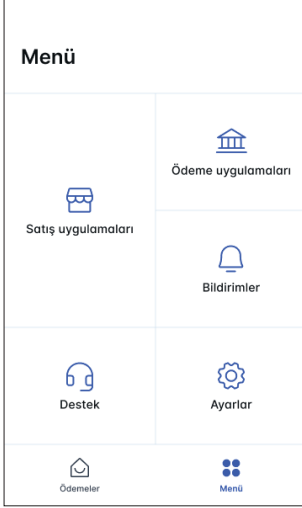 Menü
Ödeme uygulamaları
Satış uygulamaları
Bildirimler
Destek
Ayarlar
Ödemeler
Menü